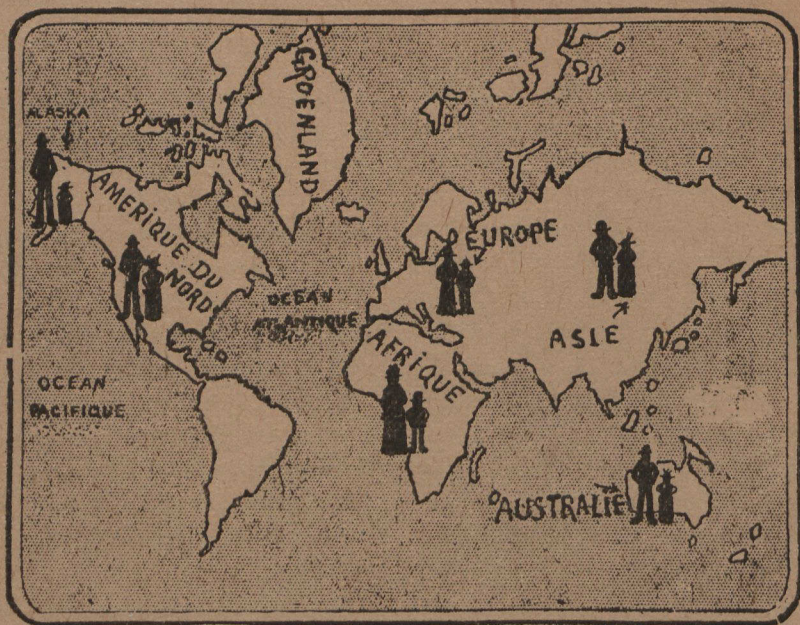 GROENLAND
ALASKA
AMERIQUE DU
NORD
EUROPE
OCEAN
ATLANTIQUE
ASIE
AFRIQUE
OCEAN
PACIFIQUE
AUSTRALIE